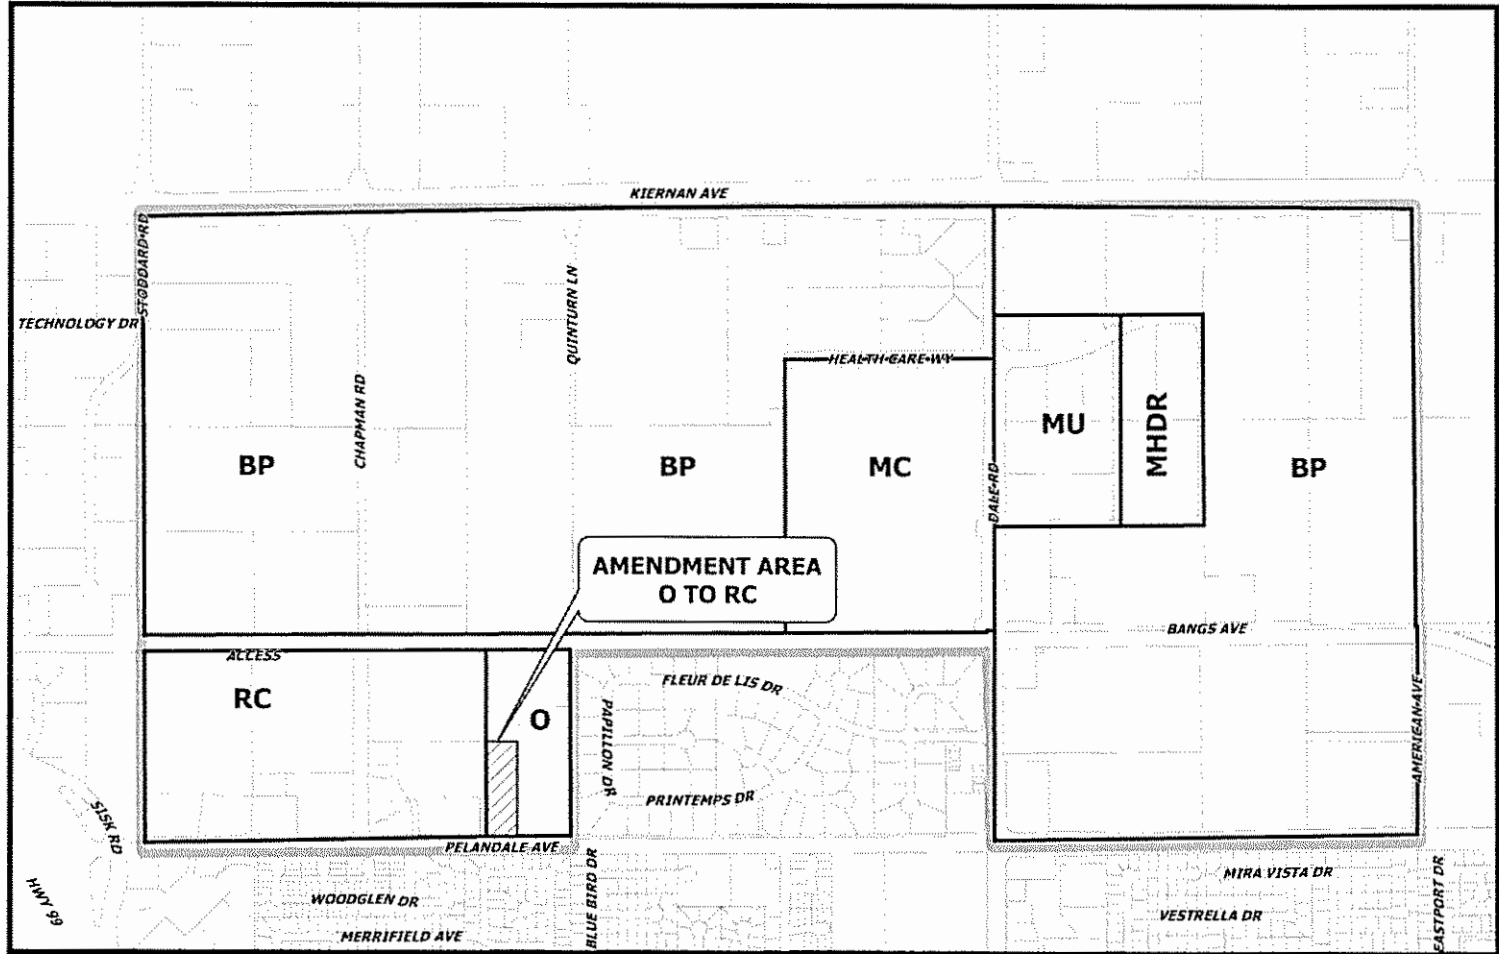 KIERNAN AVE
STODDARD RD
TECHNOLOGY DR
QUINTURN LN
CHAPMAN RD
HEALTH CARE WY
MU
MHDR
BP
BP
MC
DALE RD
BP
AMENDMENT AREA
O TO RC
BANGS AVE
ACCESS
RC
O
FLEUR DE LIS DR
PAPILLON DR
PRINTEMPS DR
AMERICAN AVE
SISK RD
PELANDALE AVE
HWY 99
BLUE BIRD DR
WOODGLEN DR
MERRIFIELD AVE
MIRA VISTA DR
VESTRELLA DR
EASTPORT DR